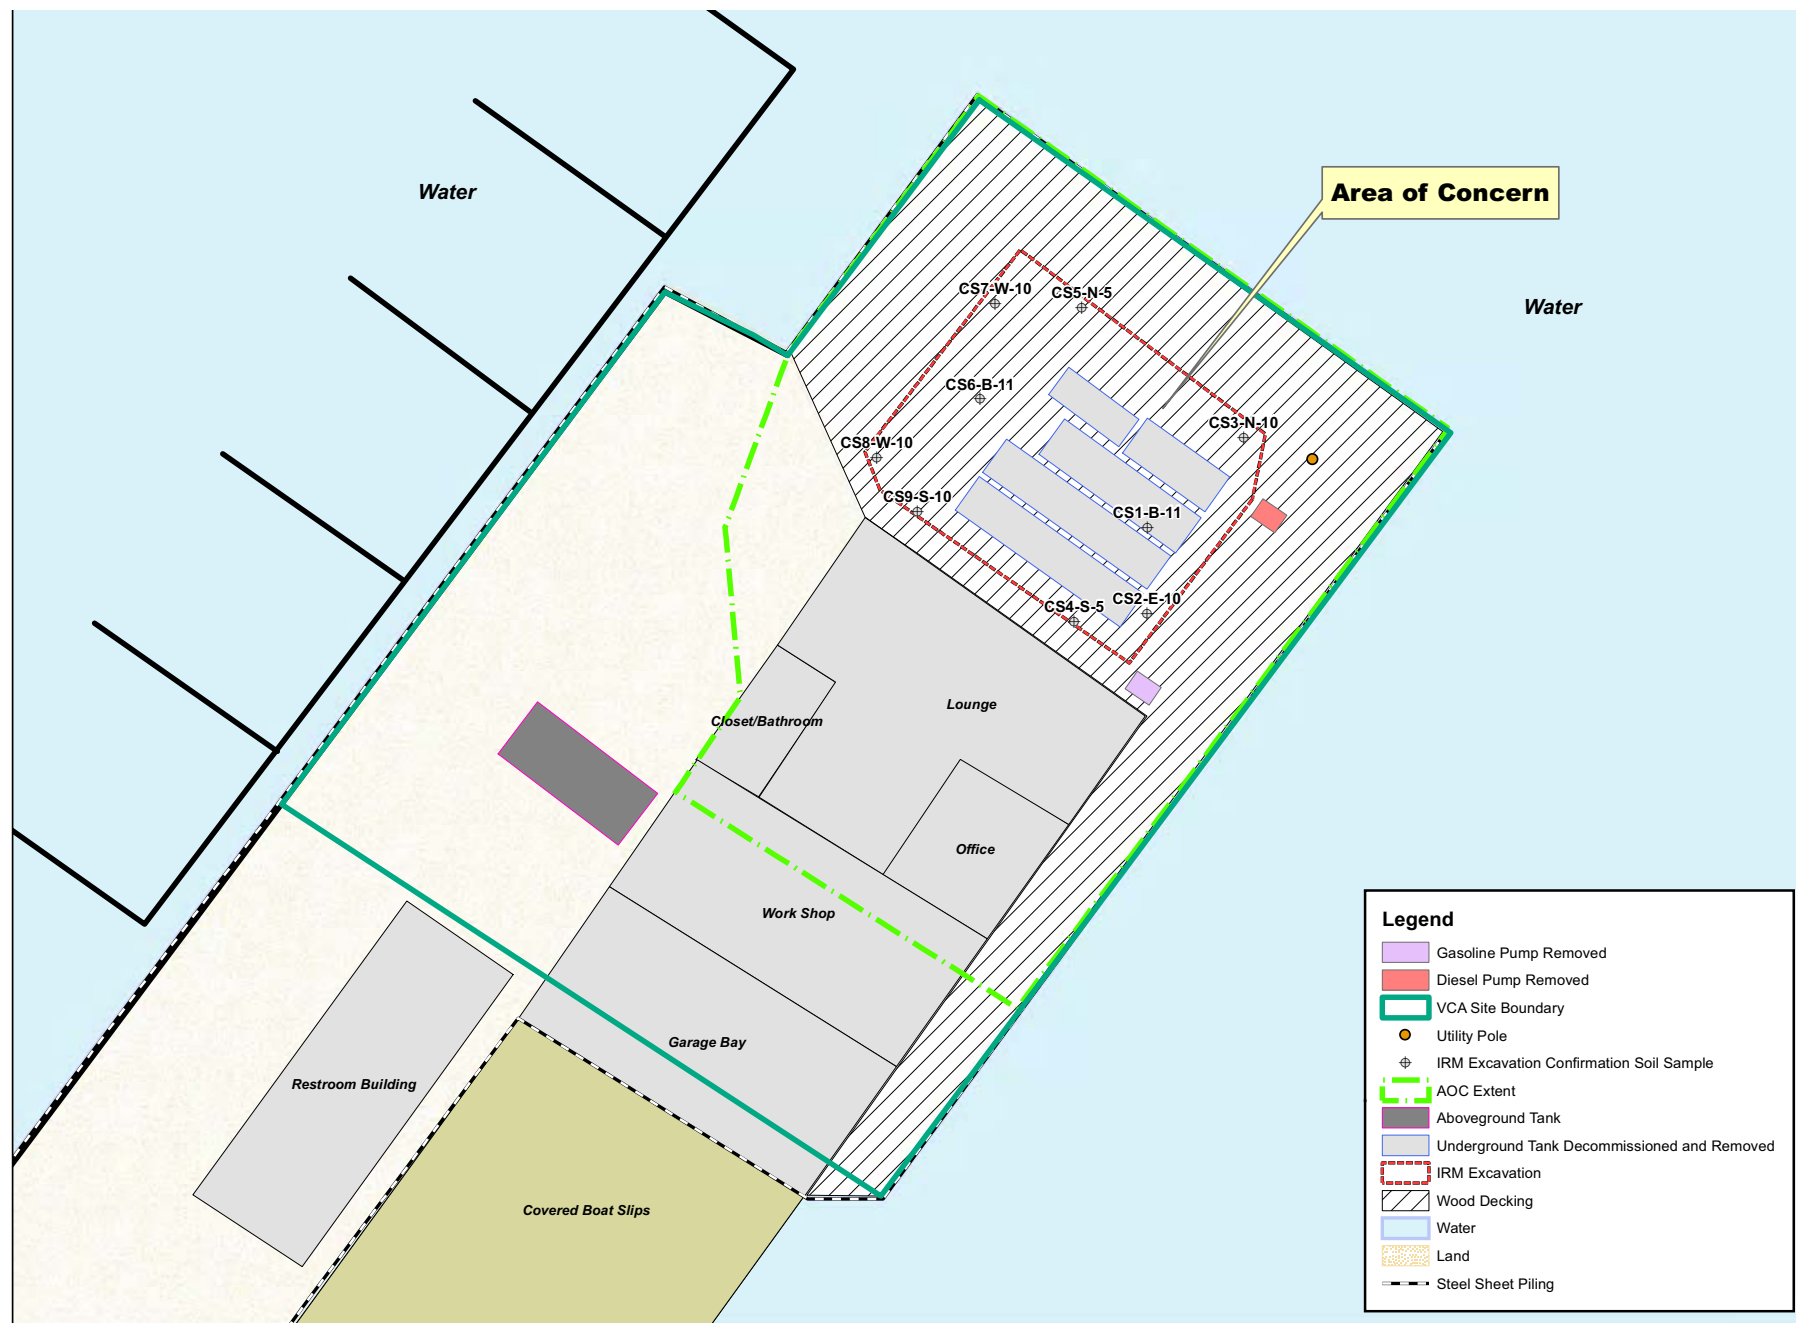 Water
Area of Concern
Water
CS7-W-10
CS5-N-5
CS6-B-11
CS3-N-10
CS8-W-10
CS9-S-10
CS1-B-11
CS2-E-10
CS4-S-5
Lounge
Closet/Bathroom
Office
Work Shop
Garage Bay
Restroom Building
Covered Boat Slips
Legend
Gasoline Pump Removed
Diesel Pump Removed
VCA Site Boundary
Utility Pole
IRM Excavation Confirmation Soil Sample
AOC Extent
Aboveground Tank
Underground Tank Decommissioned and Removed
IRM Excavation
Wood Decking
Water
Land
Steel Sheet Piling